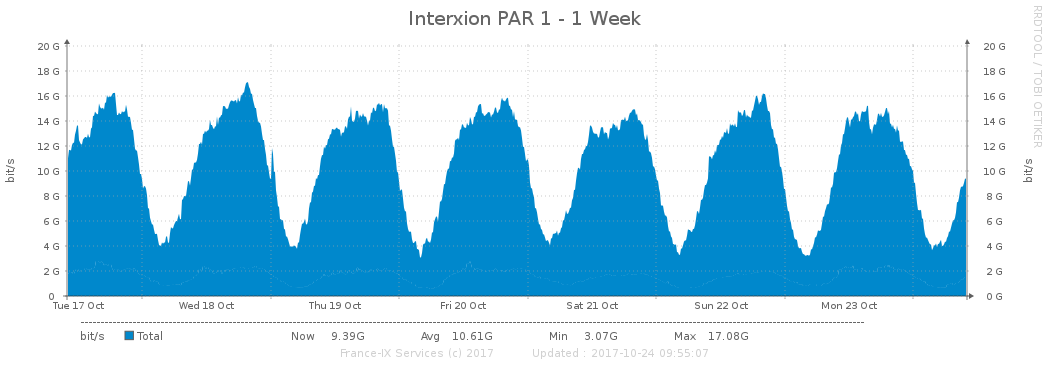 Interxion PAR 1 - 1 Week
RRDTOOL / TOBI OETIKER
20 G 20 G
18 G 18 G
16 G 16 G
14 G 14 G
12 G 12 G
10 G 10 G
8 G 8 G
6 G 6 G
4 G 4 G
2 G 2 G
0 0 G
bit/s
bit/s
Tue 17 Oct Wed 18 Oct Thu 19 Oct Fri 20 Oct Sat 21 Oct Sun 22 Oct Mon 23 Oct
bit/s Total Now 9.39G Avg 10.61G Min 3.07G Max 17.08G
France-IX Services (c) 2017 Updated : 2017-10-24 09:55:07